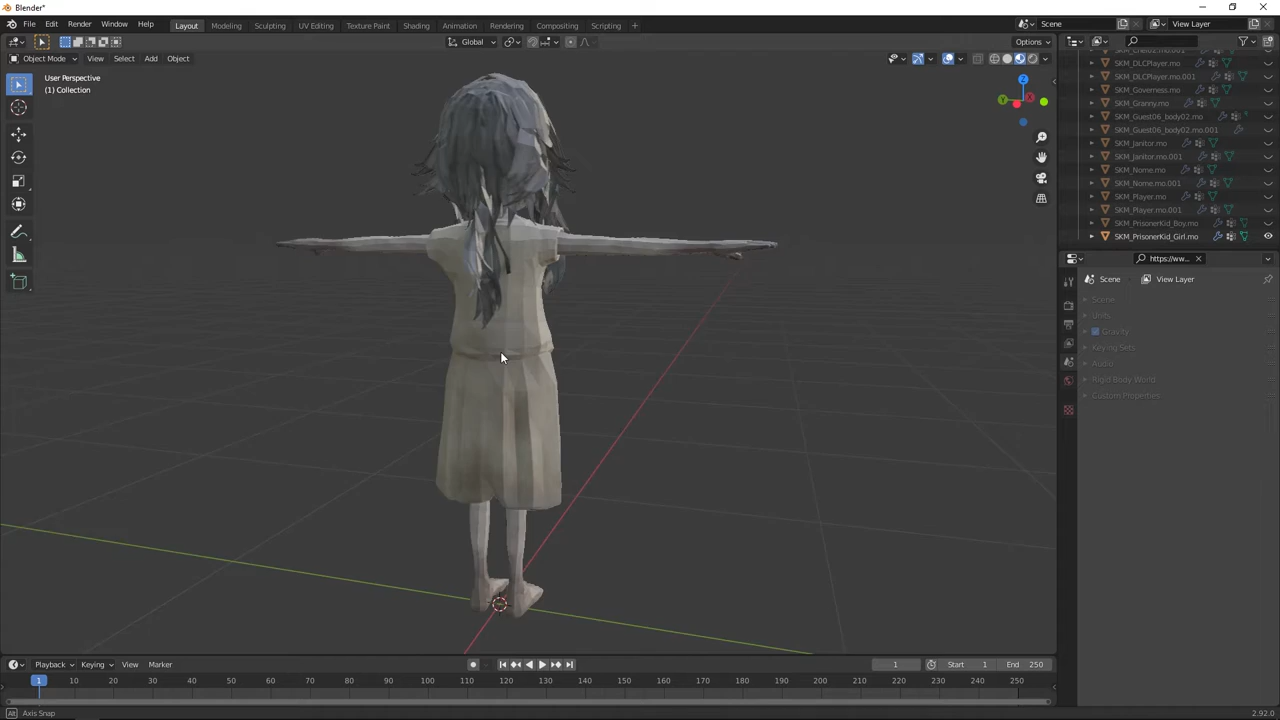 Blender*
File Edit Render Window Help Layout Modeling Sculpting UV Editing Texture Paint Shading Animation Rendering Compositing Scripting + Scene View Layer
Global Options
Object Mode View Select Add Object
User Perspective
(1) Collection
Z
Y
X
SKM_DLCPlayer.mo
SKM_DLCPlayer.mo.001
SKM_Governess.mo
SKM_Granny.mo
SKM_Guest06_body02.mo
SKM_Guest06_body02.mo.001
SKM_Janitor.mo
SKM_Janitor.mo.001
SKM_Nome.mo
SKM_Nome.mo.001
SKM_Player.mo
SKM_Player.mo.001
SKM_PrisonerKid_Boy.mo
SKM_PrisonerKid_Girl.mo
https://ww...
Scene View Layer
Scene
Units
Gravity
Keying Sets
Audio
Rigid Body World
Custom Properties
Playback Keying View Marker 1 Start 1 End 250
1 10 20 30 40 50 60 70 80 90 100 110 120 130 140 150 160 170 180 190 200 210 220 230 240 250
Axis Snap 2.92.0